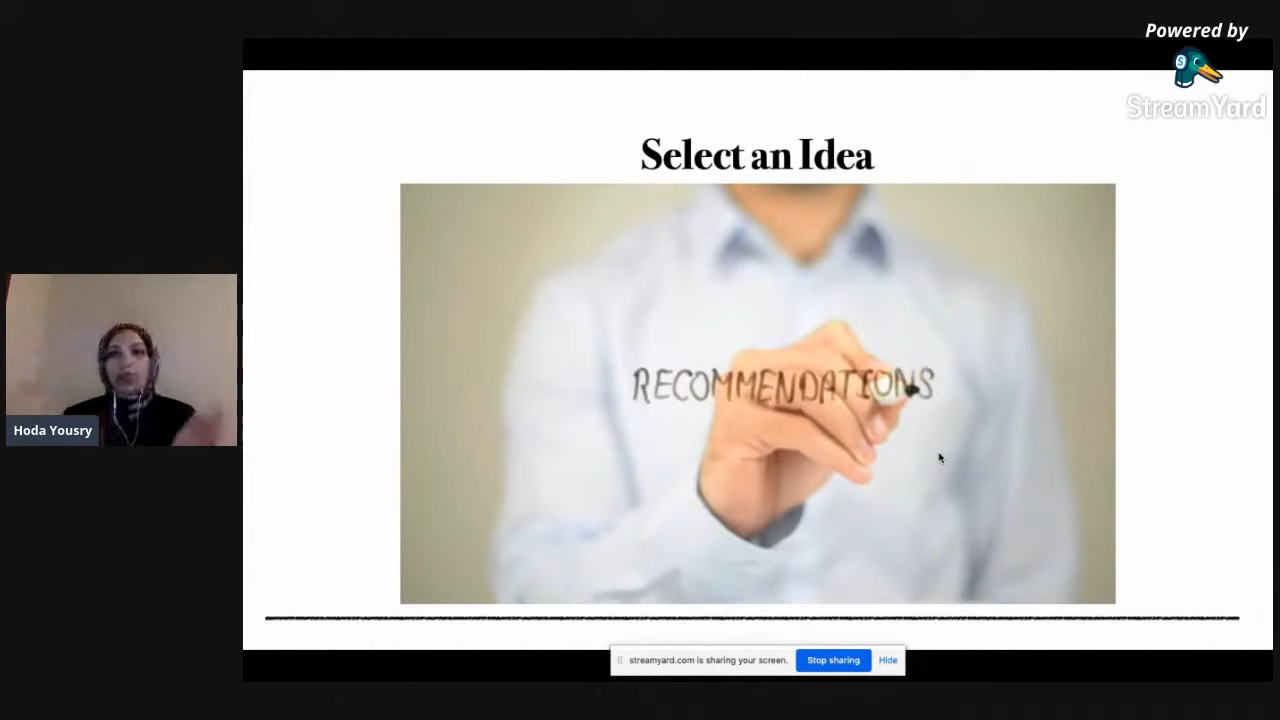 Powered by
StreamYard
Select an Idea
RECOMMENDATIONS
Hoda Yousry
streamyard.com is sharing your screen.
Stop sharing
Hide